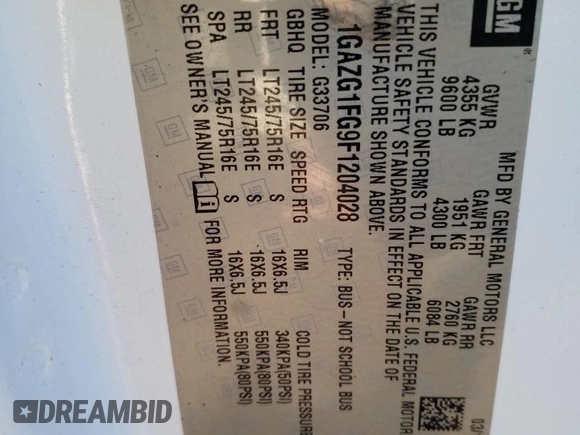 GM
MFD BY GENERAL MOTORS LLC
03/
GVWR GAWR FRT GAWR RR
4355 KG 1951 KG 2760 KG
9600 LB 4300 LB 6084 LB
THIS VEHICLE CONFORMS TO ALL APPLICABLE U.S. FEDERAL MOTOR
VEHICLE SAFETY STANDARDS IN EFFECT ON THE DATE OF
MANUFACTURE SHOWN ABOVE.
1GAZG1FG9F1204028 TYPE: BUS–NOT SCHOOL BUS
MODEL: G33706
GBHQ TIRE SIZE SPEED RTG RIM COLD TIRE PRESSURE
FRT LT245/75R16E S 16X6.5J 340KPA(50PSI)
RR LT245/75R16E S 16X6.5J 550KPA(80PSI)
SPA LT245/75R16E S 16X6.5J 550KPA(80PSI)
SEE OWNER'S MANUAL FOR MORE INFORMATION.
DREAMBID